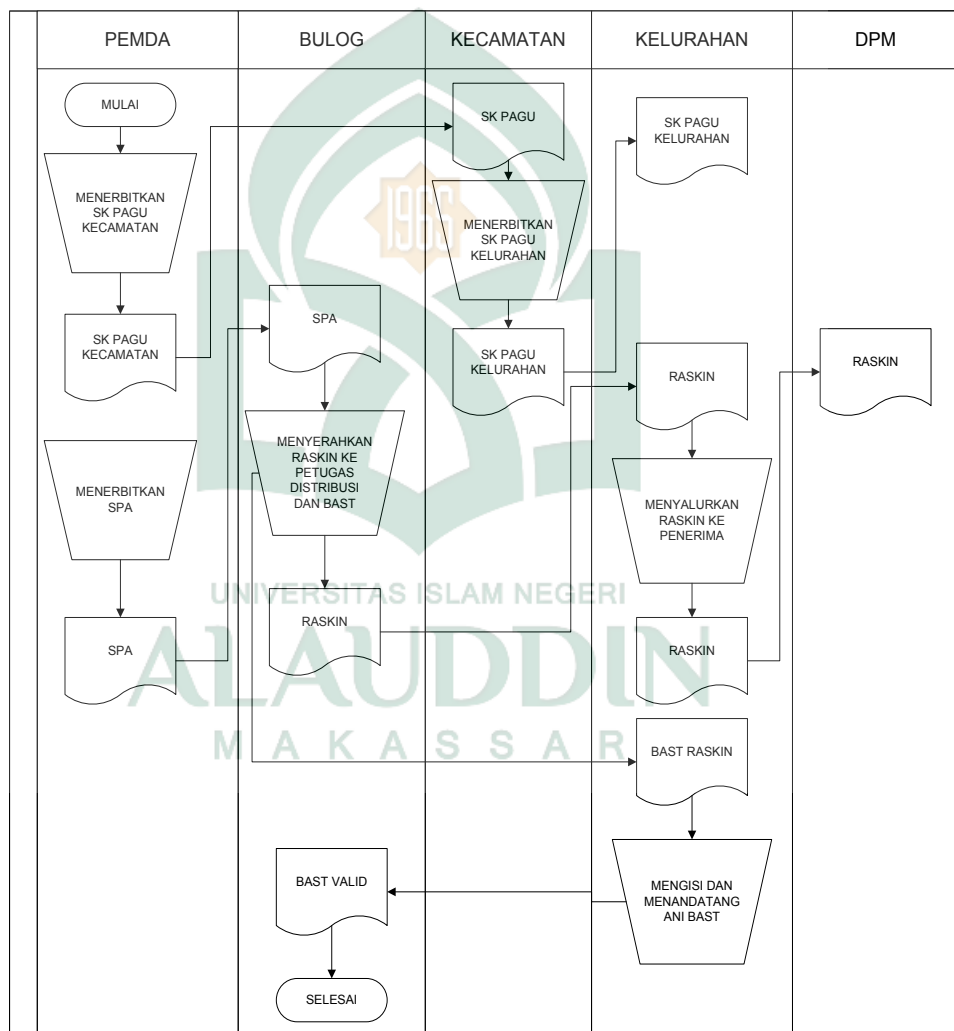 PEMDA
BULOG
KECAMATAN
KELURAHAN
DPM
MULAI
MENERBITKAN
SK PAGU
KECAMATAN
SK PAGU
KECAMATAN
MENERBITKAN
SPA
SPA
SPA
MENYERAHKAN
RASKIN KE
PETUGAS
DISTRIBUSI
DAN BAST
RASKIN
BAST VALID
SELESAI
SK PAGU
MENERBITKAN
SK PAGU
KELURAHAN
SK PAGU
KELURAHAN
SK PAGU
KELURAHAN
RASKIN
MENYALURKAN
RASKIN KE
PENERIMA
RASKIN
BAST RASKIN
MENGISI DAN
MENANDATANG
ANI BAST
RASKIN
1965
UNIVERSITAS ISLAM NEGERI
ALAUDDIN
MAKASSAR